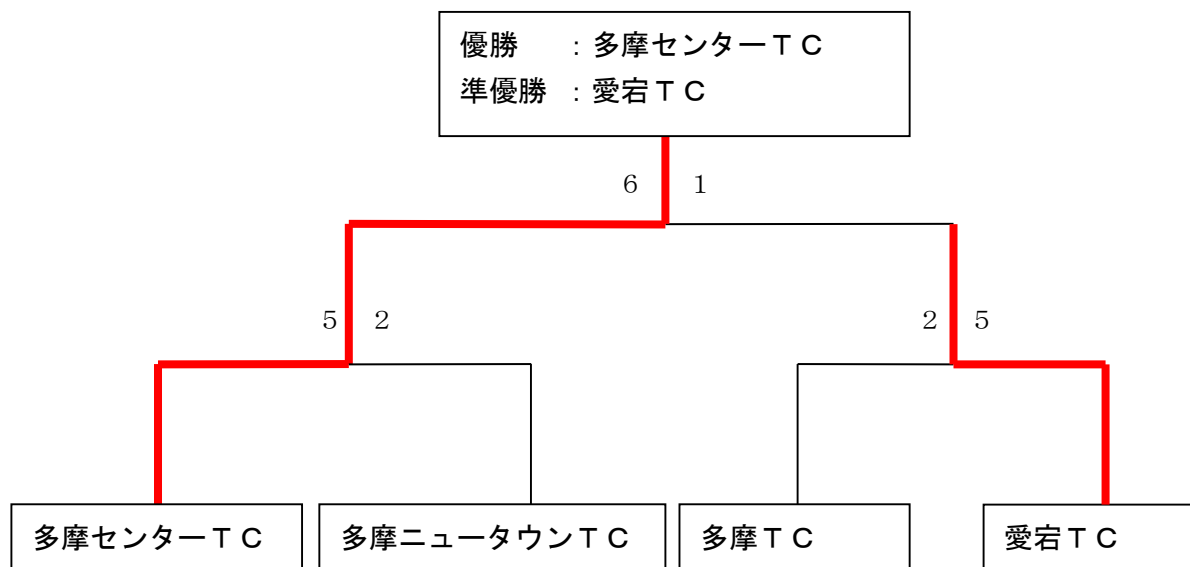 優勝　　：多摩センターＴＣ
準優勝　：愛宕ＴＣ
６　１
５　２
２　５
多摩センターＴＣ
多摩ニュータウンＴＣ
多摩ＴＣ
愛宕ＴＣ